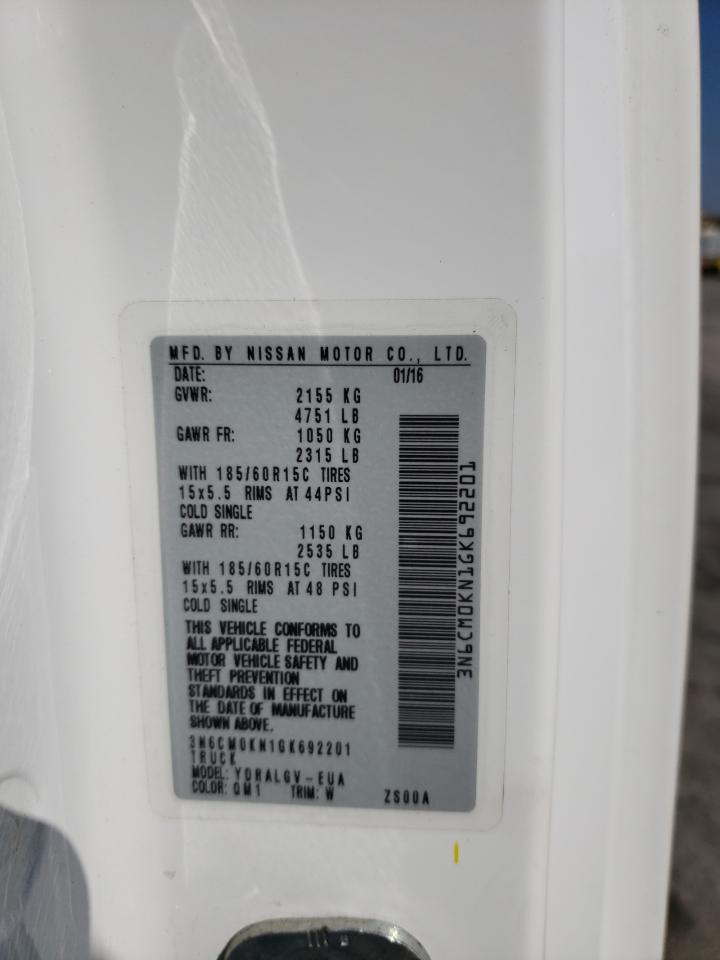 MFD. BY NISSAN MOTOR CO., LTD.
DATE: 01/16
GVWR: 2155 KG
4751 LB
GAWR FR: 1050 KG
2315 LB
WITH 185/60R15C TIRES
15x5.5 RIMS AT 44PSI
COLD SINGLE
GAWR RR: 1150 KG
2535 LB
WITH 185/60R15C TIRES
15x5.5 RIMS AT 48 PSI
COLD SINGLE
THIS VEHICLE CONFORMS TO
ALL APPLICABLE FEDERAL
MOTOR VEHICLE SAFETY AND
THEFT PREVENTION
STANDARDS IN EFFECT ON
THE DATE OF MANUFACTURE
SHOWN ABOVE.
3N6CM0KN1GK692201
TRUCK
MODEL: YDRALGV-EUA
COLOR: QM1 TRIM: W ZS00A
3N6CM0KN1GK692201